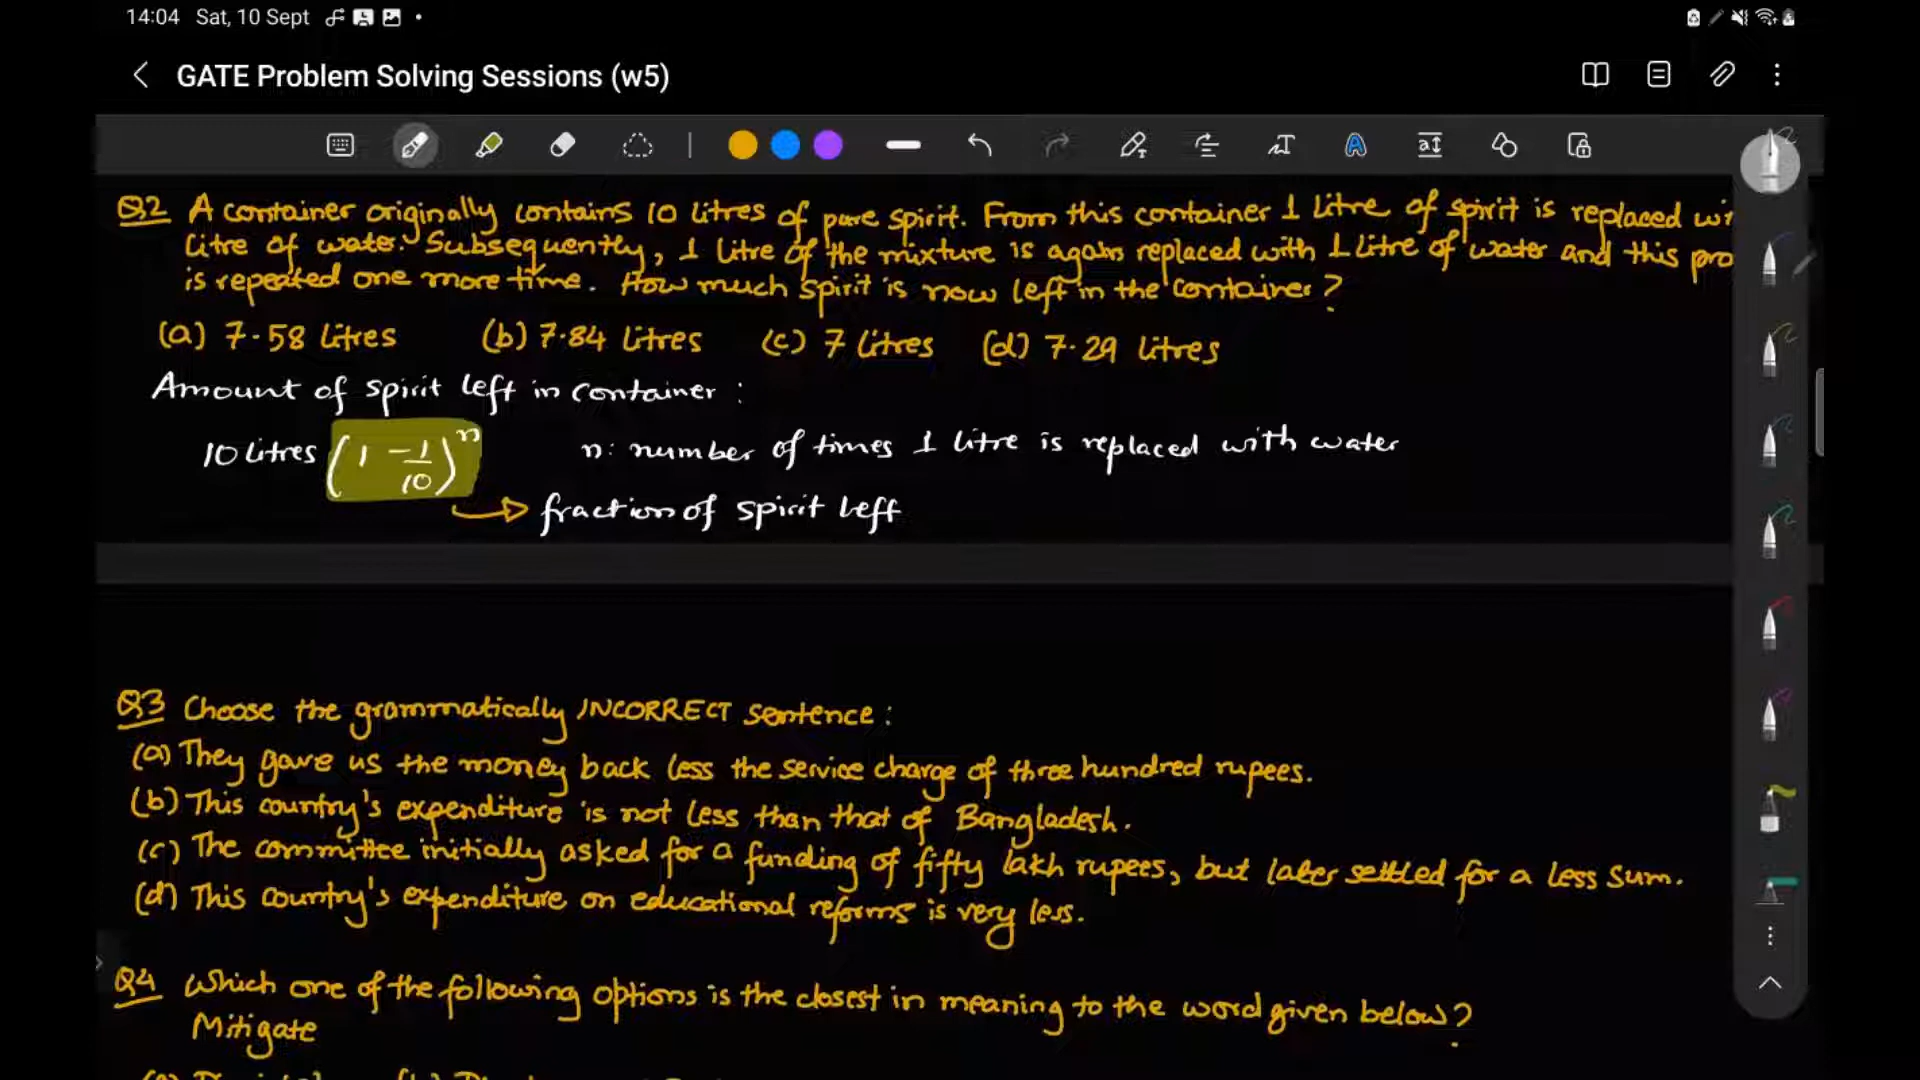 14:04 Sat, 10 Sept
GATE Problem Solving Sessions (w5)
Q2 A container originally contains 10 litres of pure spirit. From this container 1 litre of spirit is replaced wi
litre of water. Subsequently, 1 litre of the mixture is again replaced with 1 litre of water and this pro
is repeated one more time. How much spirit is now left in the container?
(a) 7.58 litres (b) 7.84 litres (c) 7 litres (d) 7.29 litres
Amount of spirit left in container :
10 litres (1 - 1/10)^n n: number of times 1 litre is replaced with water
fraction of spirit left
Q3 Choose the grammatically INCORRECT sentence :
(a) They gave us the money back less the service charge of three hundred rupees.
(b) This country's expenditure is not less than that of Bangladesh.
(c) The committee initially asked for a funding of fifty lakh rupees, but later settled for a less sum.
(d) This country's expenditure on educational reforms is very less.
Q4 Which one of the following options is the closest in meaning to the word given below?
Mitigate